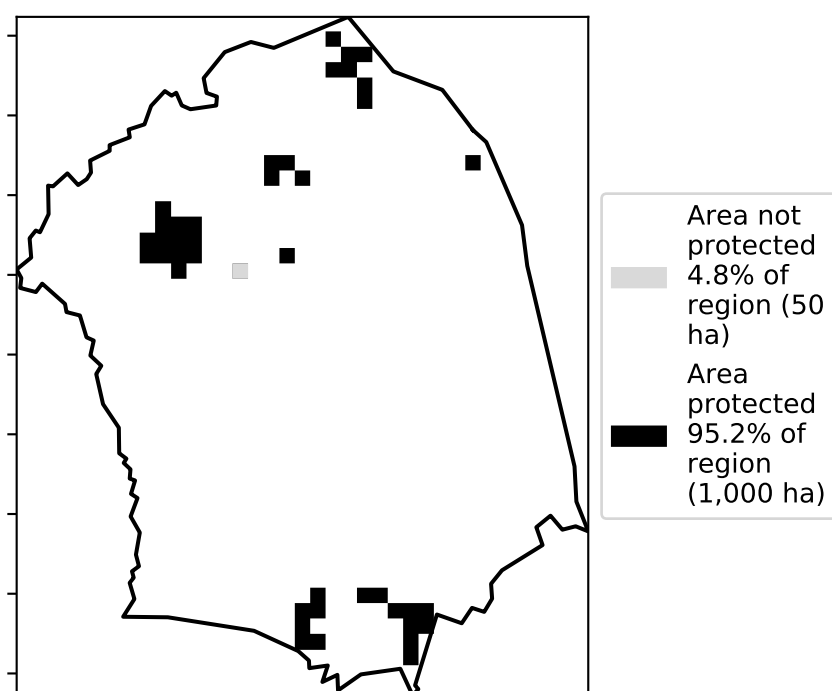 Area not
protected
4.8% of
region (50
ha)
Area
protected
95.2% of
region
(1,000 ha)